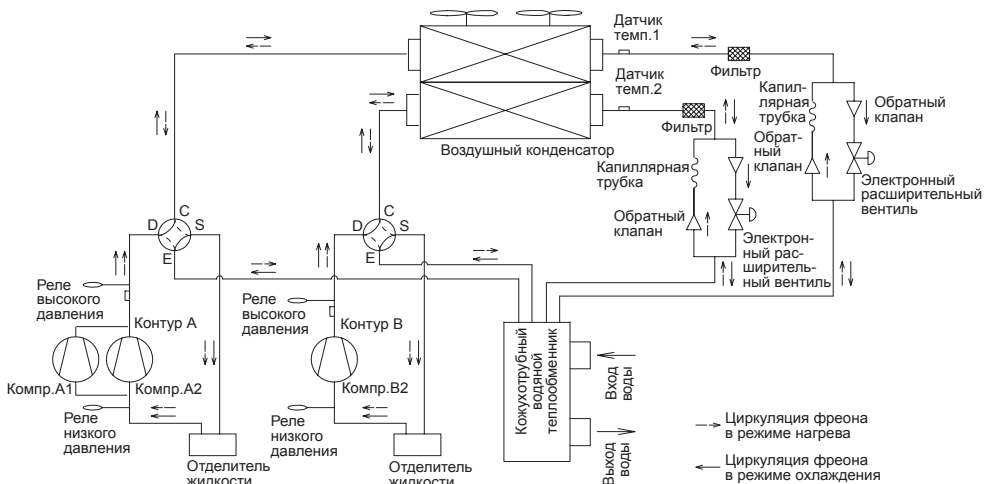 Датчик
темп.1
Фильтр
Датчик
темп.2
Фильтр
Воздушный конденсатор
Капил-
лярная
трубка
Обрат-
ный
клапан
Обратный
клапан
Электронный
расширительный
вентиль
Капиллярная
трубка
Обратный
клапан
Электрон-
ный рас-
ширитель-
ный вентиль
C
D
S
E
C
D
S
E
Реле
высокого
давления
Контур А
Компр.А1
Компр.А2
Реле
низкого
давления
Отделитель
жидкости
Реле
высокого
давления
Контур В
Компр.В2
Реле
низкого
давления
Отделитель
жидкости
Кожухотрубный
водяной
теплообменник
Вход
воды
Выход
воды
Циркуляция фреона
в режиме нагрева
Циркуляция фреона
в режиме охлаждения